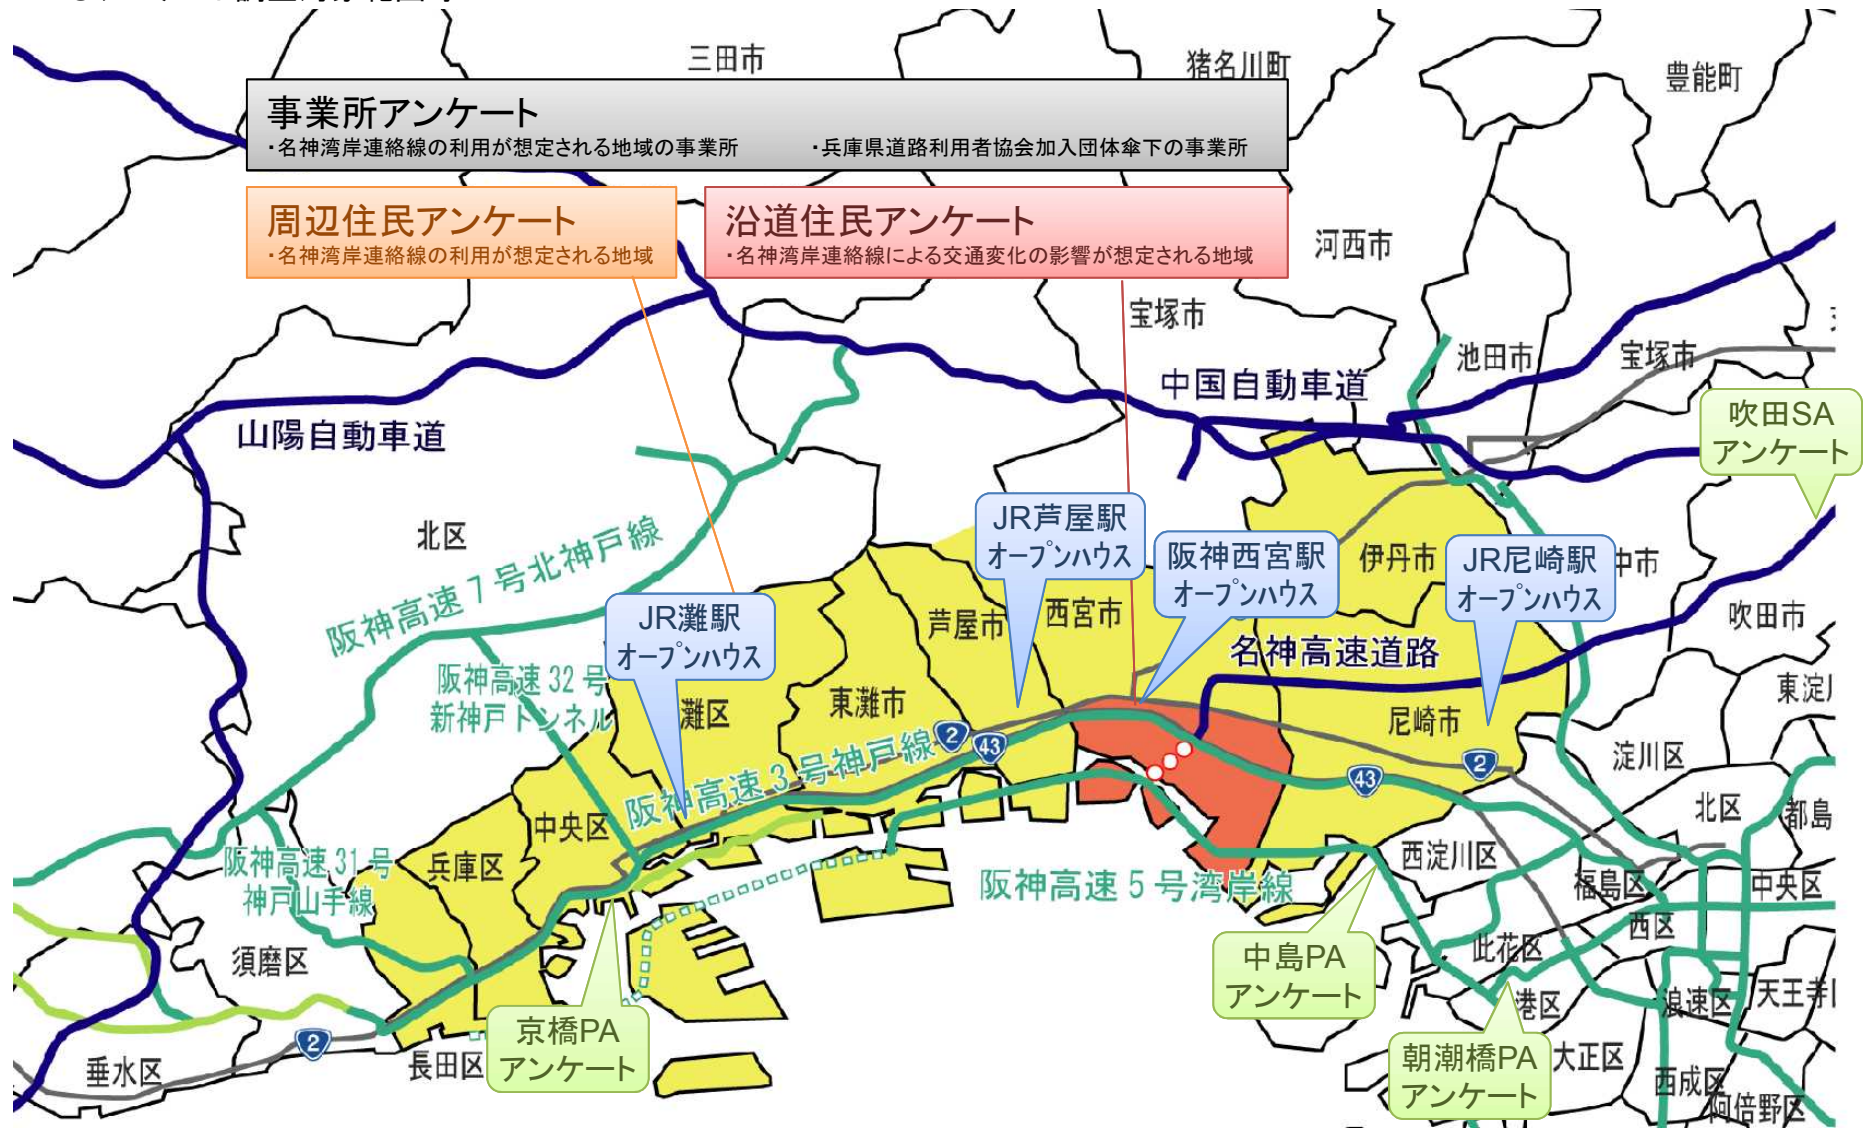 三田市
猪名川町
豊能町
事業所アンケート
・名神湾岸連絡線の利用が想定される地域の事業所
・兵庫県道路利用者協会加入団体傘下の事業所
周辺住民アンケート
・名神湾岸連絡線の利用が想定される地域
沿道住民アンケート
・名神湾岸連絡線による交通変化の影響が想定される地域
河西市
宝塚市
池田市
宝塚市
中国自動車道
山陽自動車道
吹田SA
アンケート
北区
阪神高速7号北神戸線
JR芦屋駅
オープンハウス
阪神西宮駅
オープンハウス
伊丹市
JR尼崎駅
オープンハウス
中市
JR灘駅
オープンハウス
芦屋市
西宮市
吹田市
名神高速道路
阪神高速32号
新神戸トンネル
灘区
東灘市
東淀川
尼崎市
2
43
2
43
淀川区
阪神高速3号神戸線
北区
都島
中央区
兵庫区
阪神高速31号
神戸山手線
西淀川区
阪神高速5号湾岸線
福島区
中央区
西区
須磨区
中島PA
アンケート
此花区
港区
浪速区
天王寺
京橋PA
アンケート
2
垂水区
長田区
朝潮橋PA
アンケート
大正区
西成区
阿倍野区